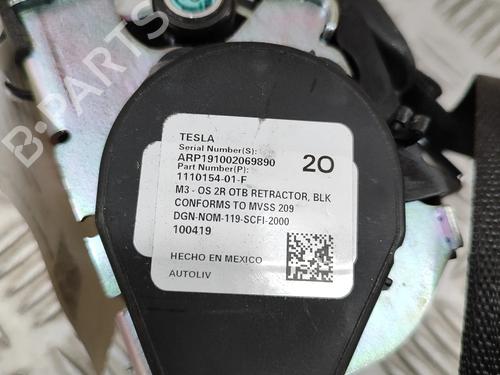 TESLA
Serial Number(S):
ARP191002069890
20
Part Number(P):
1110154-01-F
M3 - OS 2R OTB RETRACTOR, BLK
CONFORMS TO MVSS 209
DGN-NOM-119-SCFI-2000
100419
HECHO EN MEXICO
AUTOLIV
B-PARTS